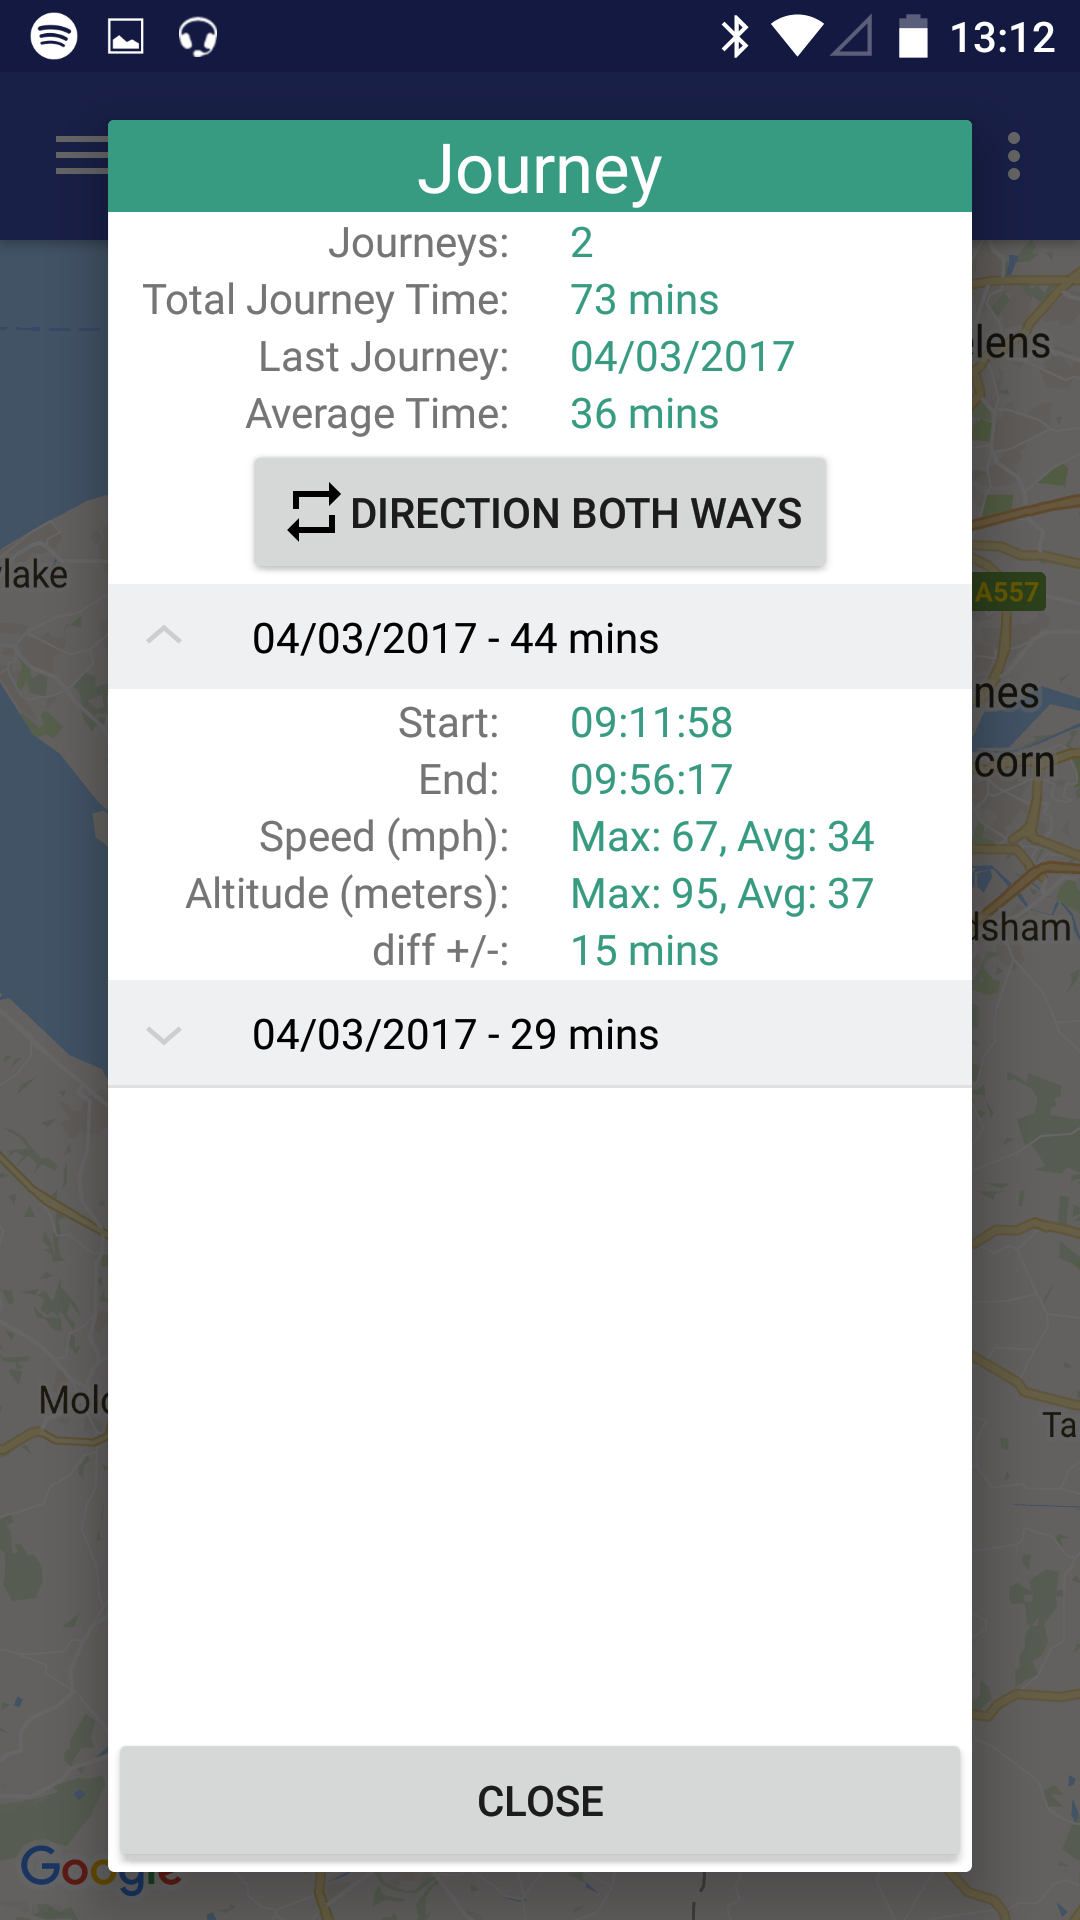 13:12
Journey
Journeys: 2
Total Journey Time: 73 mins
Last Journey: 04/03/2017
Average Time: 36 mins
DIRECTION BOTH WAYS
04/03/2017 - 44 mins
Start: 09:11:58
End: 09:56:17
Speed (mph): Max: 67, Avg: 34
Altitude (meters): Max: 95, Avg: 37
diff +/-: 15 mins
04/03/2017 - 29 mins
CLOSE
lens
lake
A557
nes
corn
dsham
Mold
Ta
Google